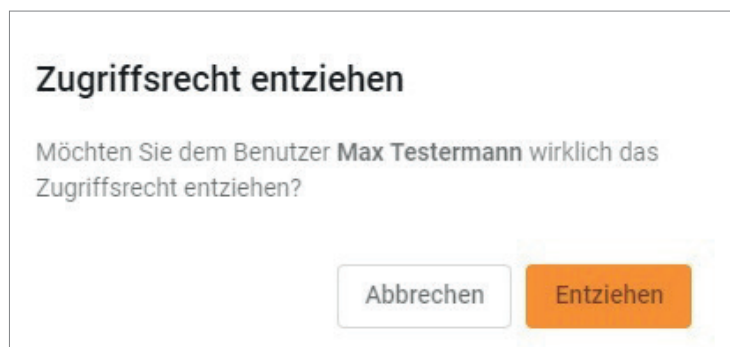 Zugriffsrecht entziehen
Möchten Sie dem Benutzer Max Testermann wirklich das
Zugriffsrecht entziehen?
Abbrechen Entziehen